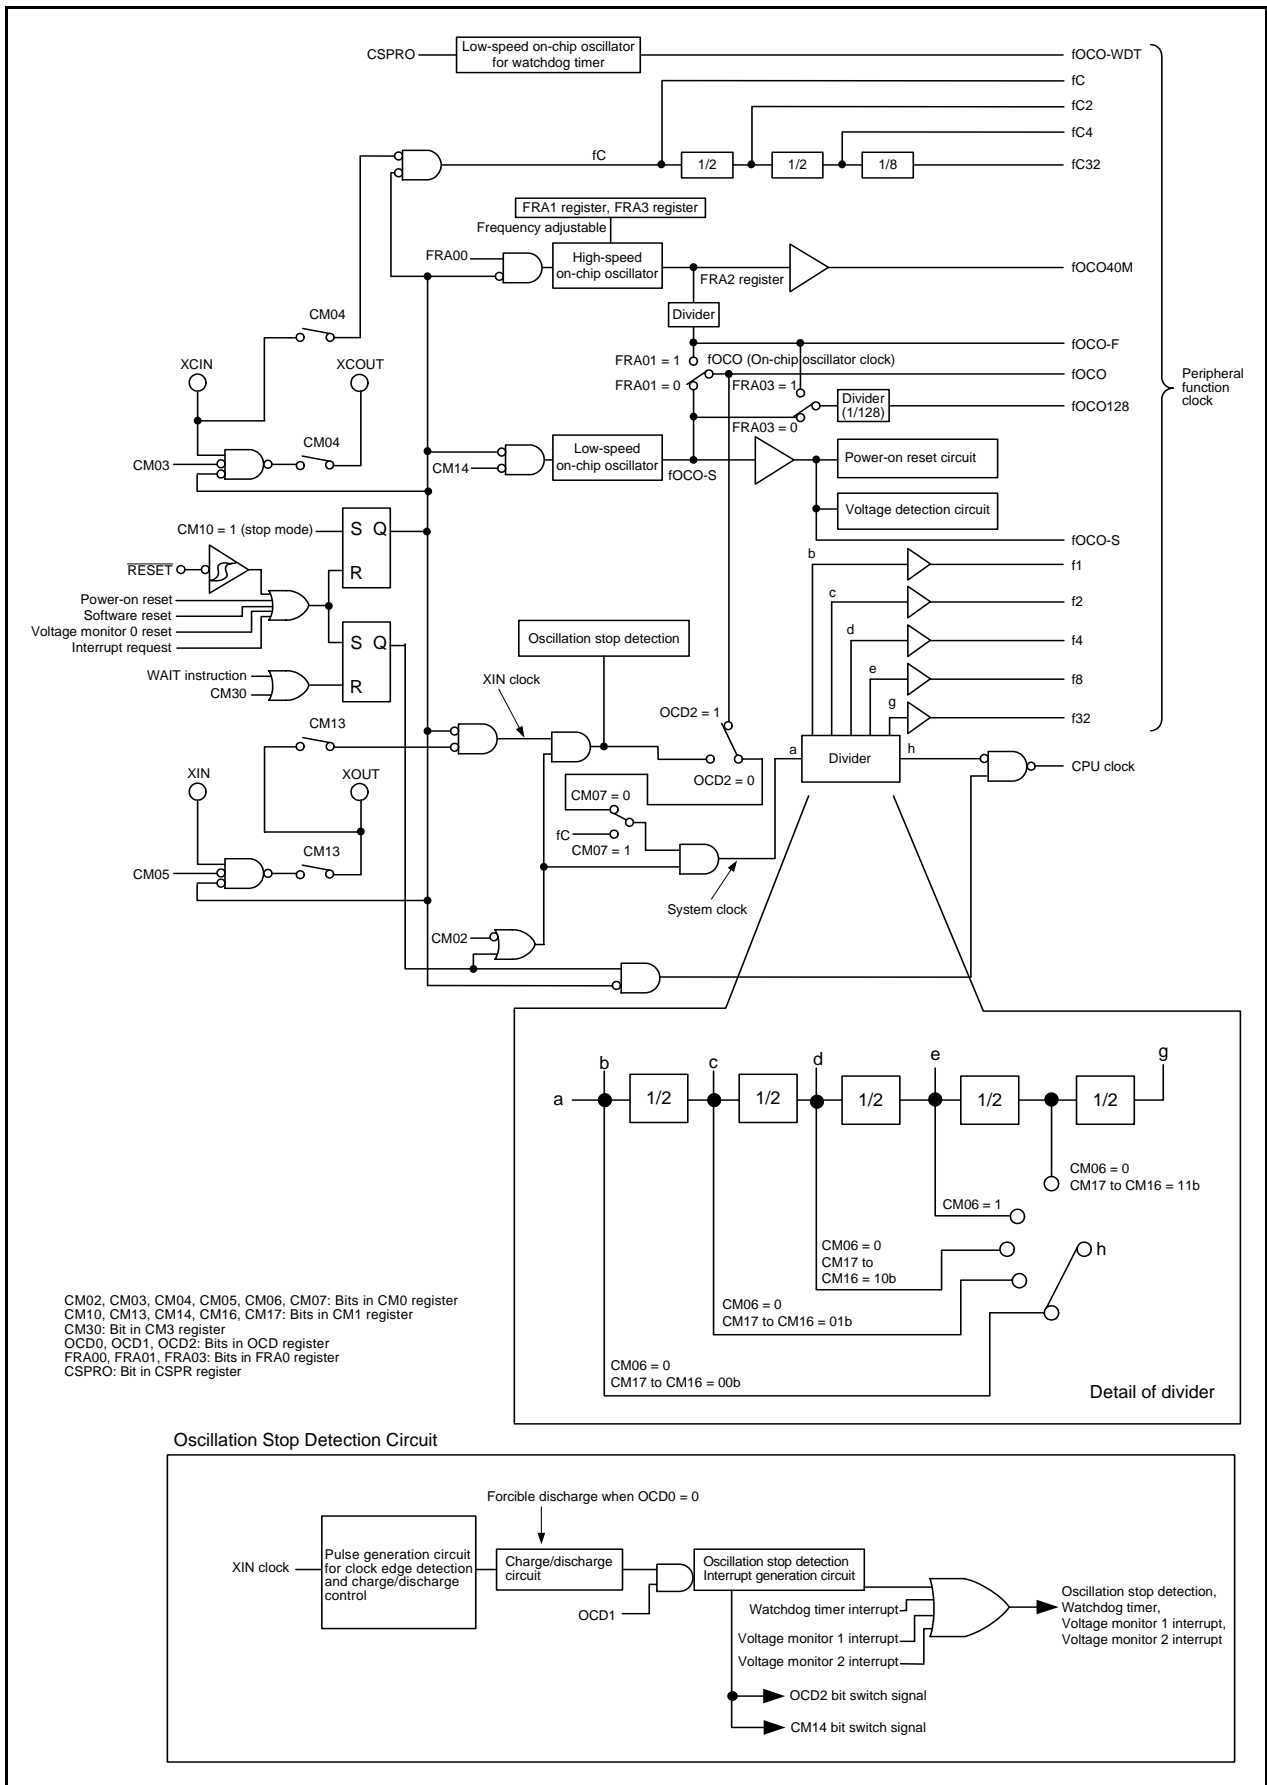 CSPRO
Low-speed on-chip oscillator
for watchdog timer
fOCO-WDT
fC
fC2
fC4
fC
1/2
1/2
1/8
fC32
FRA1 register, FRA3 register
Frequency adjustable
FRA00
High-speed
on-chip oscillator
FRA2 register
fOCO40M
Divider
CM04
fOCO-F
FRA01 = 1
fOCO (On-chip oscillator clock)
XCIN
XCOUT
fOCO
FRA01 = 0
FRA03 = 1
Peripheral
function
clock
Divider
(1/128)
fOCO128
FRA03 = 0
CM04
CM03
CM14
Low-speed
on-chip oscillator
fOCO-S
Power-on reset circuit
Voltage detection circuit
CM10 = 1 (stop mode)
S Q
R
fOCO-S
RESET
b
f1
Power-on reset
Software reset
Voltage monitor 0 reset
Interrupt request
c
f2
S Q
R
Oscillation stop detection
d
f4
WAIT instruction
CM30
XIN clock
e
f8
g
f32
OCD2 = 1
CM13
a
Divider
h
CPU clock
XIN
XOUT
OCD2 = 0
CM07 = 0
fC
CM07 = 1
CM13
CM05
System clock
CM02
b
c
d
e
g
a
1/2
1/2
1/2
1/2
1/2
CM06 = 0
CM17 to CM16 = 11b
CM06 = 1
CM06 = 0
CM17 to
CM16 = 10b
h
CM06 = 0
CM17 to CM16 = 01b
CM06 = 0
CM17 to CM16 = 00b
Detail of divider
CM02, CM03, CM04, CM05, CM06, CM07: Bits in CM0 register
CM10, CM13, CM14, CM16, CM17: Bits in CM1 register
CM30: Bit in CM3 register
OCD0, OCD1, OCD2: Bits in OCD register
FRA00, FRA01, FRA03: Bits in FRA0 register
CSPRO: Bit in CSPR register
Oscillation Stop Detection Circuit
Forcible discharge when OCD0 = 0
XIN clock
Pulse generation circuit
for clock edge detection
and charge/discharge
control
Charge/discharge
circuit
OCD1
Oscillation stop detection
Interrupt generation circuit
Watchdog timer interrupt
Voltage monitor 1 interrupt
Voltage monitor 2 interrupt
Oscillation stop detection,
Watchdog timer,
Voltage monitor 1 interrupt,
Voltage monitor 2 interrupt
OCD2 bit switch signal
CM14 bit switch signal